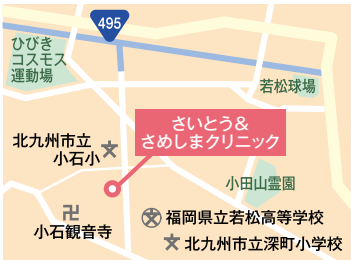 495
ひびき
コスモス
運動場
若松球場
さいとう&
さめしまクリニック
北九州市立
小石小
小田山霊園
福岡県立若松高等学校
小石観音寺
北九州市立深町小学校